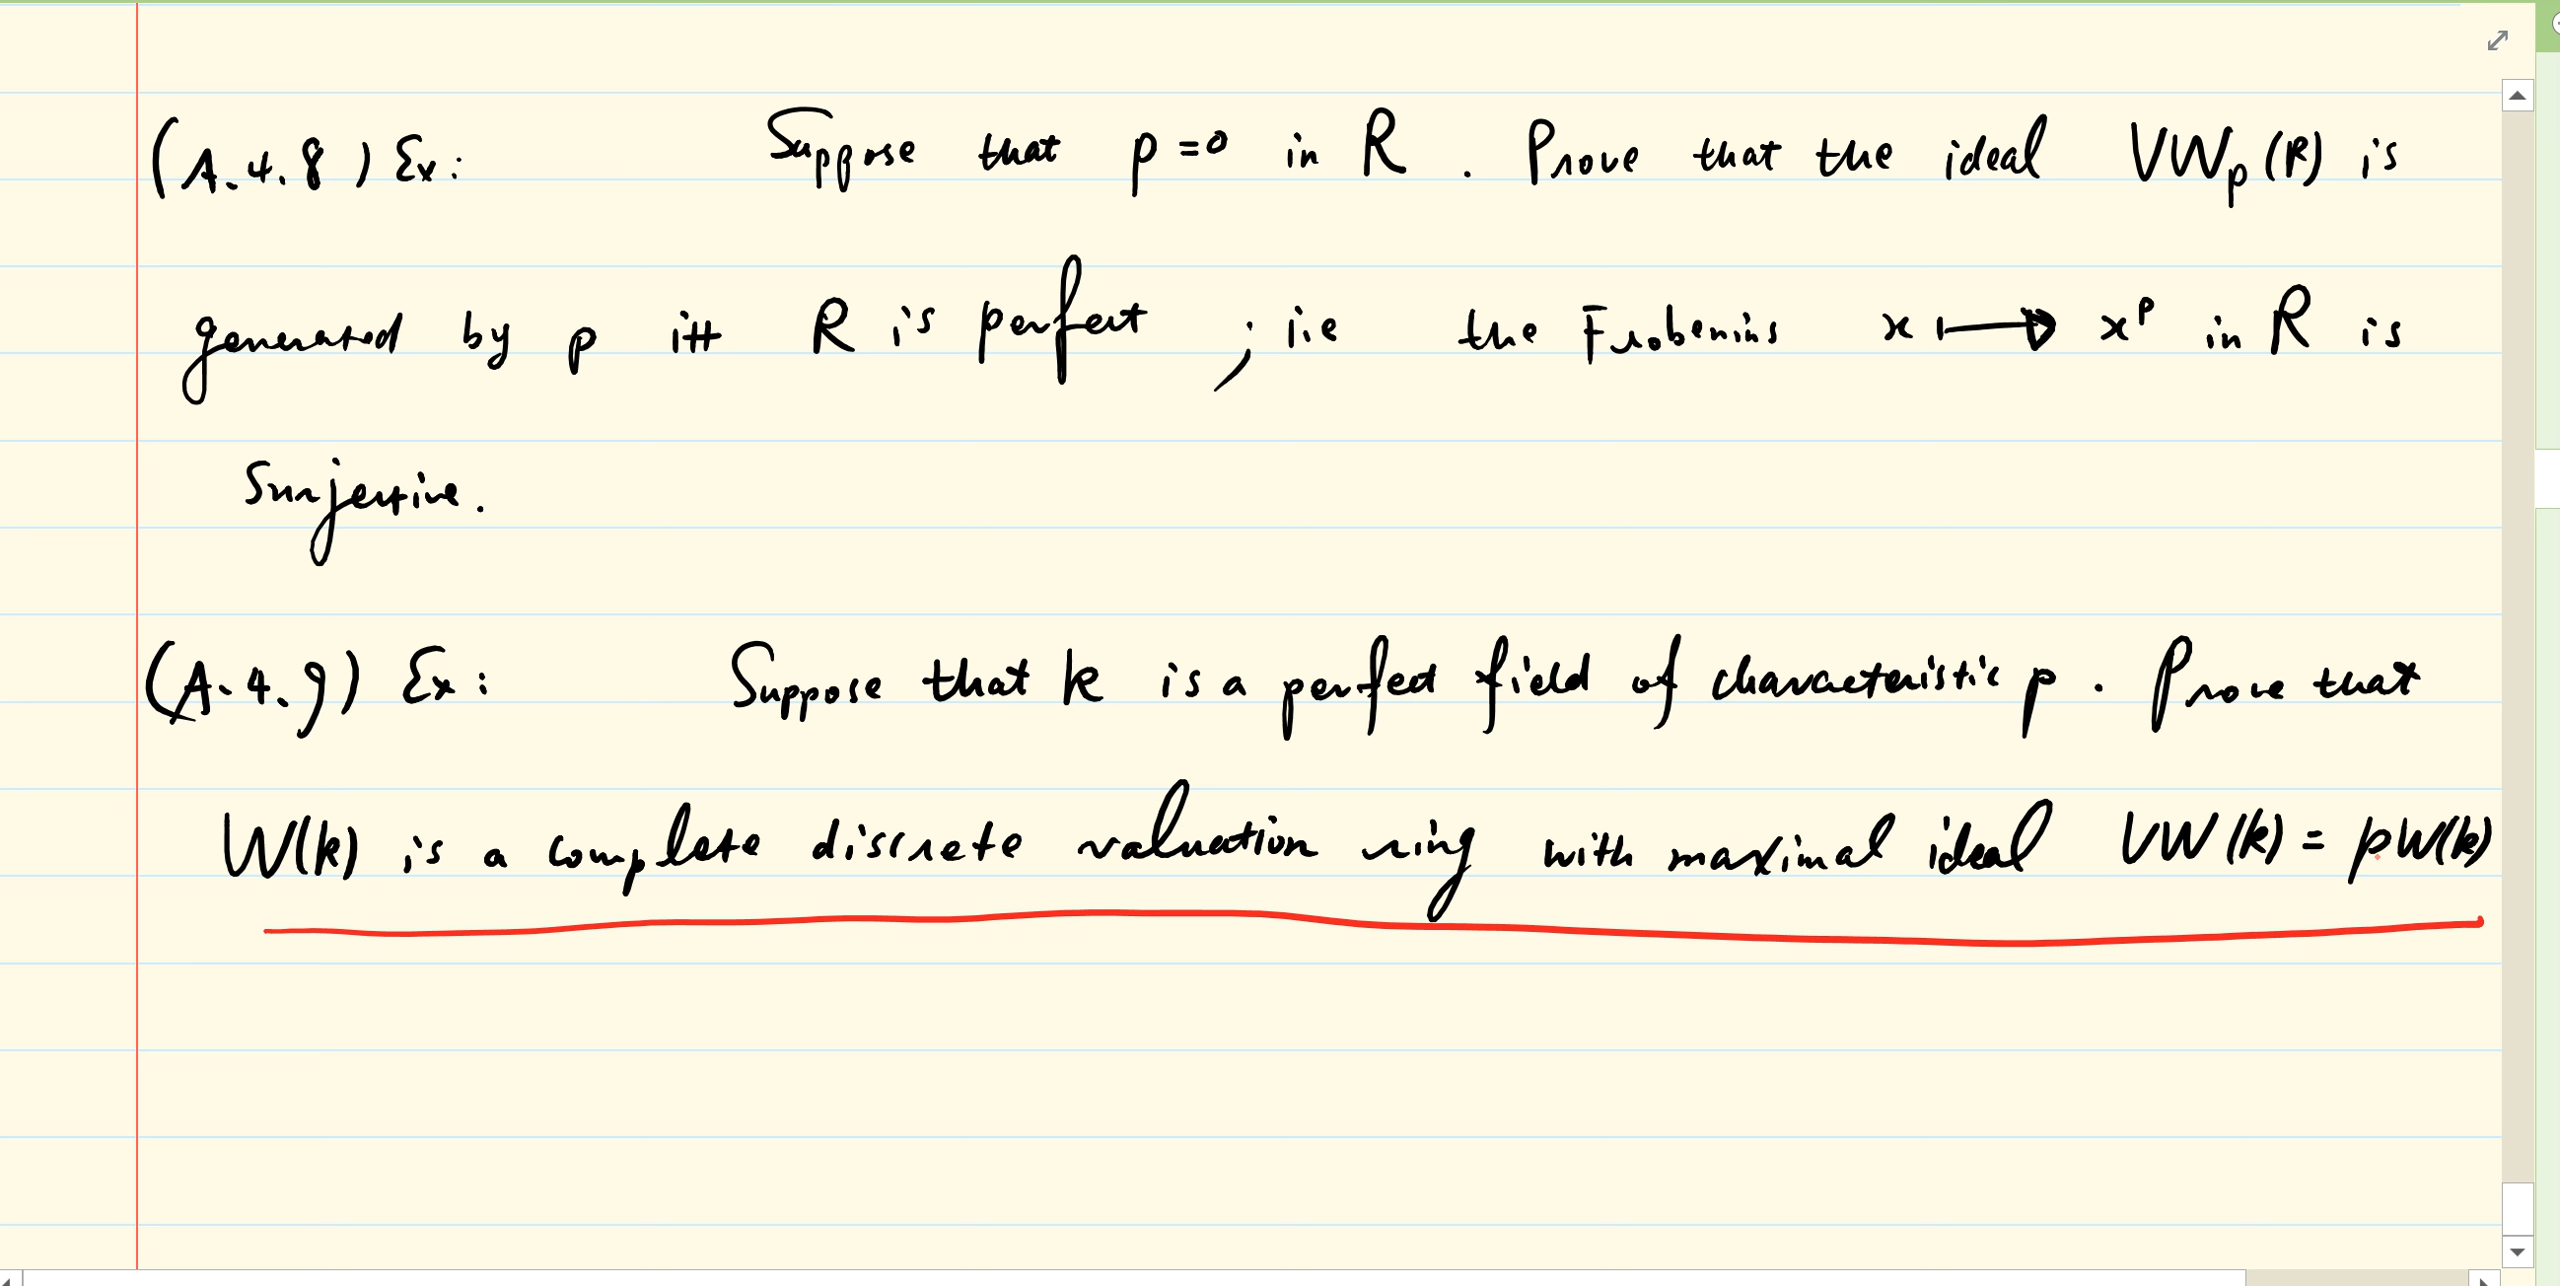 (A.4.8) Ex: Suppose that p=0 in R. Prove that the ideal VWₚ(R) is
generated by p iff R is perfect; i.e the Frobenius x ↦ xᵖ in R is
Surjective.
(A.4.9) Ex: Suppose that k is a perfect field of characteristic p. Prove that
W(k) is a complete discrete valuation ring with maximal ideal VW(k) = pW(k)